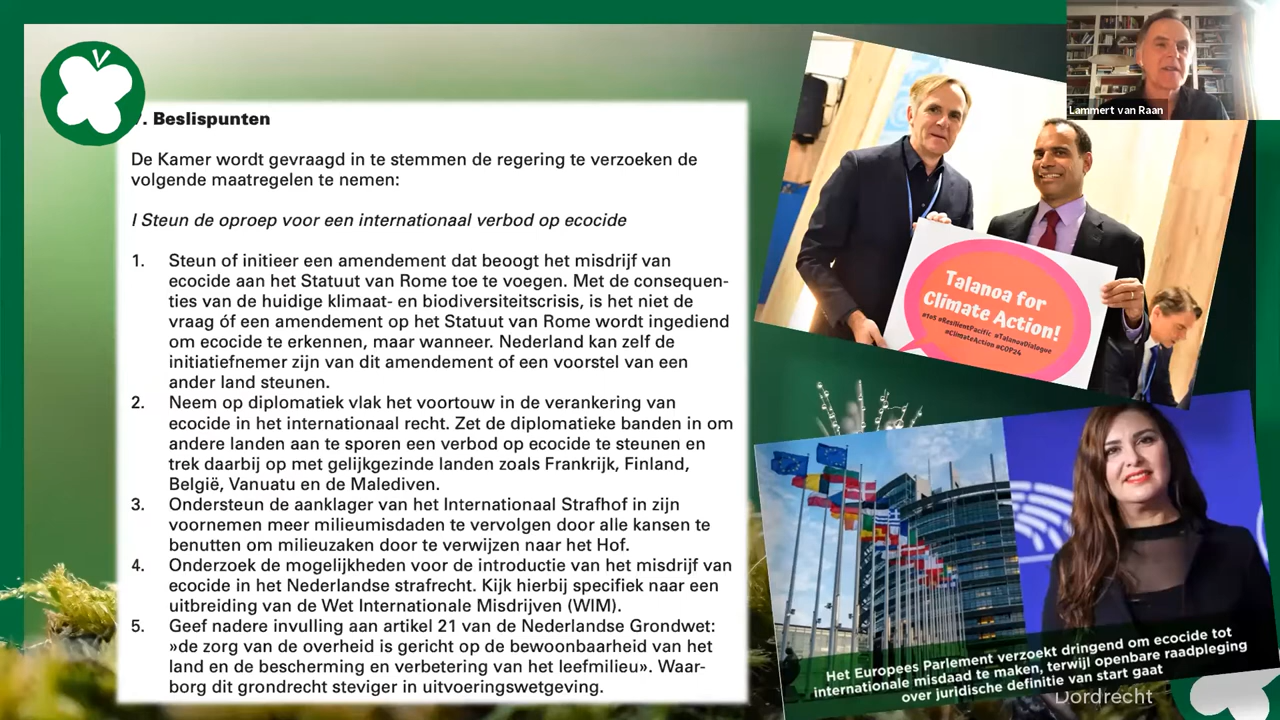 . Beslispunten
De Kamer wordt gevraagd in te stemmen de regering te verzoeken de
volgende maatregelen te nemen:
I Steun de oproep voor een internationaal verbod op ecocide
1. Steun of initieer een amendement dat beoogt het misdrijf van
ecocide aan het Statuut van Rome toe te voegen. Met de consequen-
ties van de huidige klimaat- en biodiversiteitscrisis, is het niet de
vraag óf een amendement op het Statuut van Rome wordt ingediend
om ecocide te erkennen, maar wanneer. Nederland kan zelf de
initiatiefnemer zijn van dit amendement of een voorstel van een
ander land steunen.
2. Neem op diplomatiek vlak het voortouw in de verankering van
ecocide in het internationaal recht. Zet de diplomatieke banden in om
andere landen aan te sporen een verbod op ecocide te steunen en
trek daarbij op met gelijkgezinde landen zoals Frankrijk, Finland,
België, Vanuatu en de Malediven.
3. Ondersteun de aanklager van het Internationaal Strafhof in zijn
voornemen meer milieumisdaden te vervolgen door alle kansen te
benutten om milieuzaken door te verwijzen naar het Hof.
4. Onderzoek de mogelijkheden voor de introductie van het misdrijf van
ecocide in het Nederlandse strafrecht. Kijk hierbij specifiek naar een
uitbreiding van de Wet Internationale Misdrijven (WIM).
5. Geef nadere invulling aan artikel 21 van de Nederlandse Grondwet:
»de zorg van de overheid is gericht op de bewoonbaarheid van het
land en de bescherming en verbetering van het leefmilieu». Waar-
borg dit grondrecht steviger in uitvoeringswetgeving.
Lammert van Raan
Talanoa for
Climate Action!
#1o5 #ResilientPacific #TalanoaDialogue
#ClimateAction #COP24
Het Europees Parlement verzoekt dringend om ecocide tot
internationale misdaad te maken, terwijl openbare raadpleging
over juridische definitie van start gaat
Dordrecht